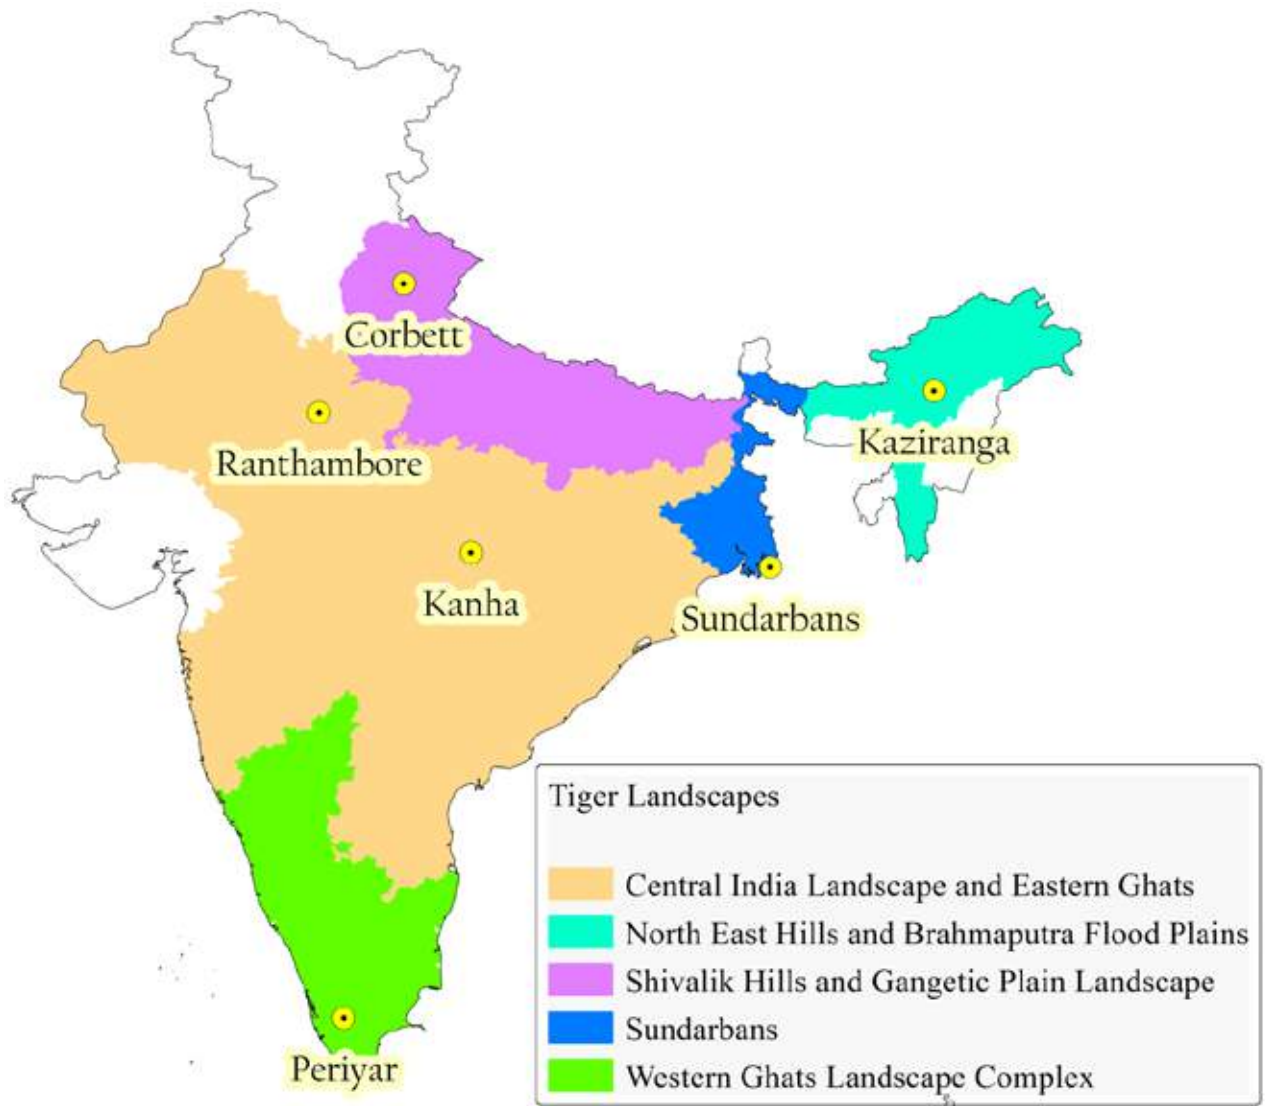 Corbett
Ranthambore
Kaziranga
Kanha
Sundarbans
Periyar
Tiger Landscapes
Central India Landscape and Eastern Ghats
North East Hills and Brahmaputra Flood Plains
Shivalik Hills and Gangetic Plain Landscape
Sundarbans
Western Ghats Landscape Complex